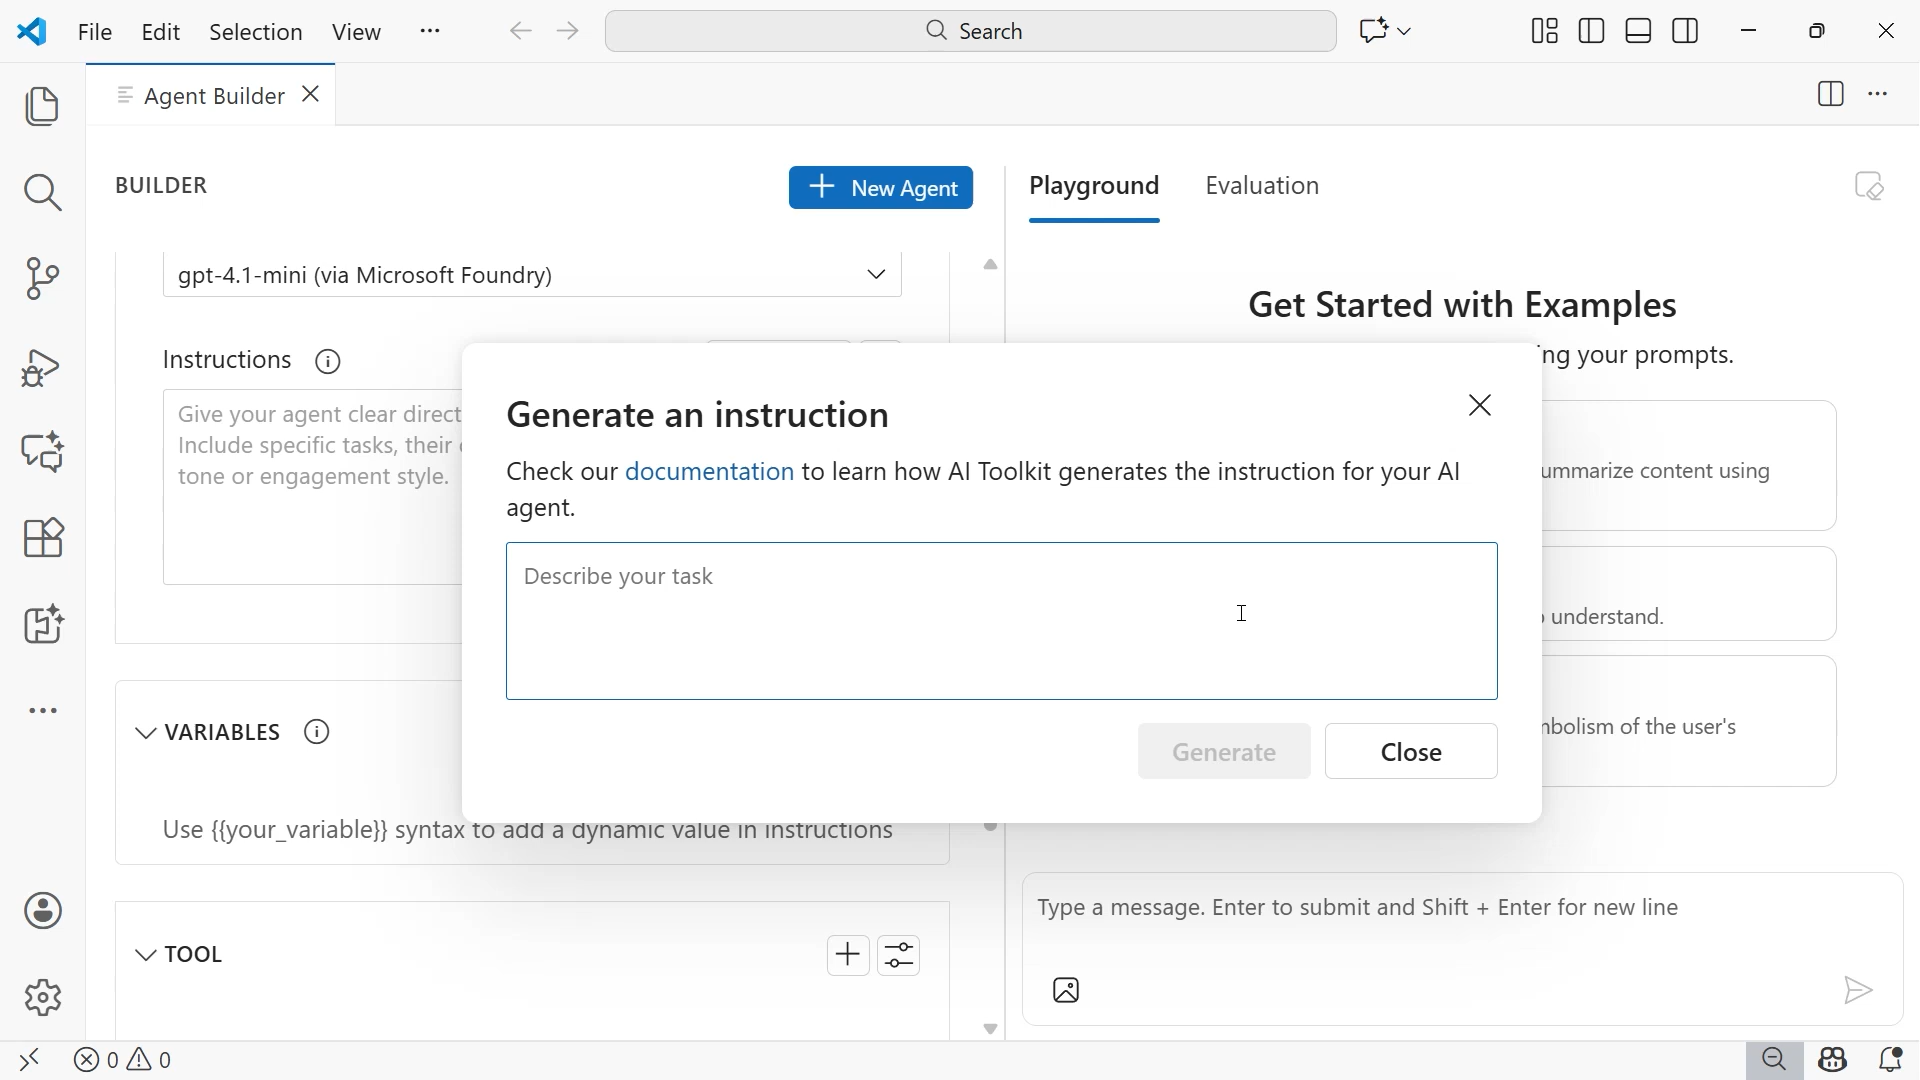 File Edit Selection View ...
Search
Agent Builder
BUILDER
New Agent
Playground Evaluation
gpt-4.1-mini (via Microsoft Foundry)
Get Started with Examples
ing your prompts.
Instructions
Give your agent clear direct
Include specific tasks, their
tone or engagement style.
Generate an instruction
Check our documentation to learn how AI Toolkit generates the instruction for your AI
agent.
Describe your task
Generate Close
ummarize content using
understand.
mbolism of the user's
VARIABLES
Use {{your_variable}} syntax to add a dynamic value in instructions
TOOL
Type a message. Enter to submit and Shift + Enter for new line
0 0